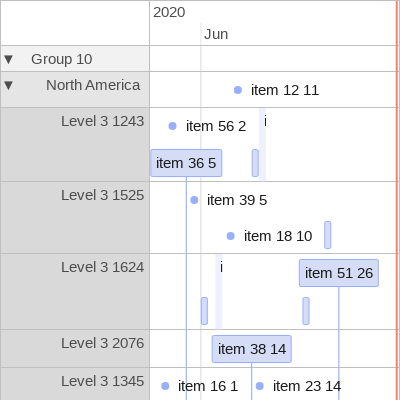 2020
Jun
▼ Group 10
▼ North America
item 12 11
Level 3 1243
item 56 2
i
item 36 5
Level 3 1525
item 39 5
item 18 10
Level 3 1624
i
item 51 26
Level 3 2076
item 38 14
Level 3 1345
item 16 1
item 23 14